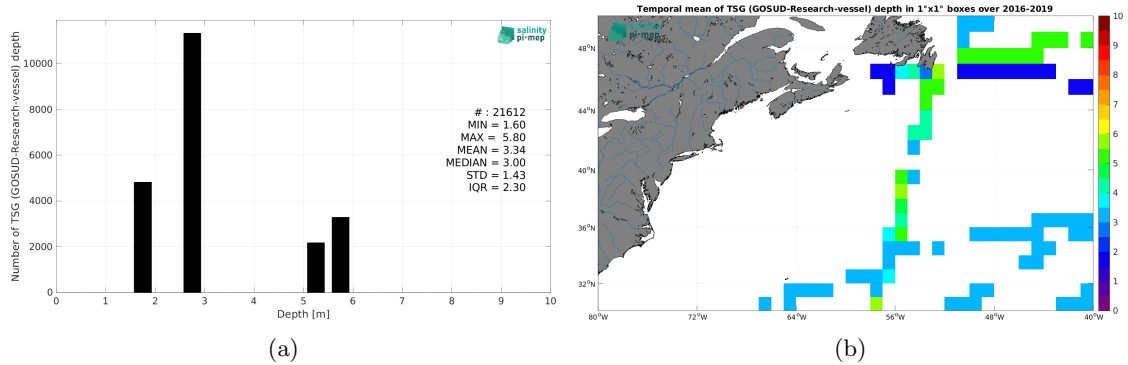 salinity
pi-mep
Number of TSG (GOSUD-Research-vessel) depth
10000
8000
6000
4000
2000
0
# : 21612
MIN = 1.60
MAX = 5.80
MEAN = 3.34
MEDIAN = 3.00
STD = 1.43
IQR = 2.30
0 1 2 3 4 5 6 7 8 9 10
Depth [m]
(a)
Temporal mean of TSG (GOSUD-Research-vessel) depth in 1°x1° boxes over 2016-2019
salinity
pi-mep
48°N
44°N
40°N
36°N
32°N
80°W 72°W 64°W 56°W 48°W 40°W
10
9
8
7
6
5
4
3
2
1
0
(b)